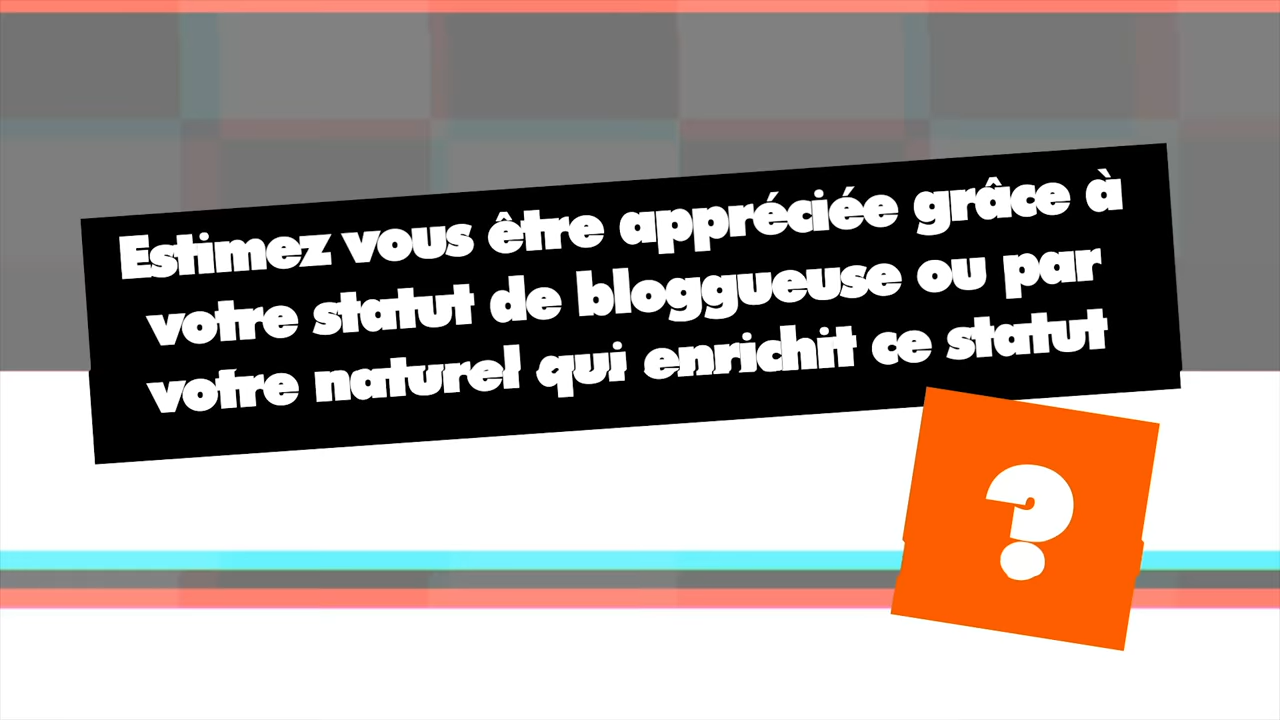 Estimez vous être appréciée grâce à
votre statut de bloggueuse ou par
votre naturel qui enrichit ce statut
?